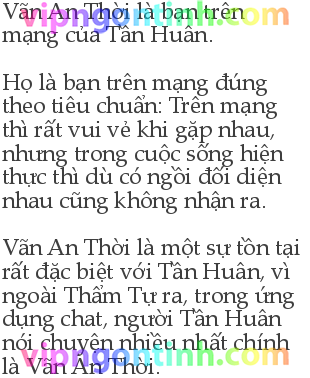 Vãn An Thời là bạn trên
mạng của Tần Huân.
Họ là bạn trên mạng đúng
theo tiêu chuẩn: Trên mạng
thì rất vui vẻ khi gặp nhau,
nhưng trong cuộc sống hiện
thực thì dù có ngồi đối diện
nhau cũng không nhận ra.
Vãn An Thời là một sự tồn tại
rất đặc biệt với Tần Huân, vì
ngoài Thẩm Tự ra, trong ứng
dụng chat, người Tần Huân
nói chuyện nhiều nhất chính
là Vãn An Thời.
vipngontinh.com
vipngontinh.com